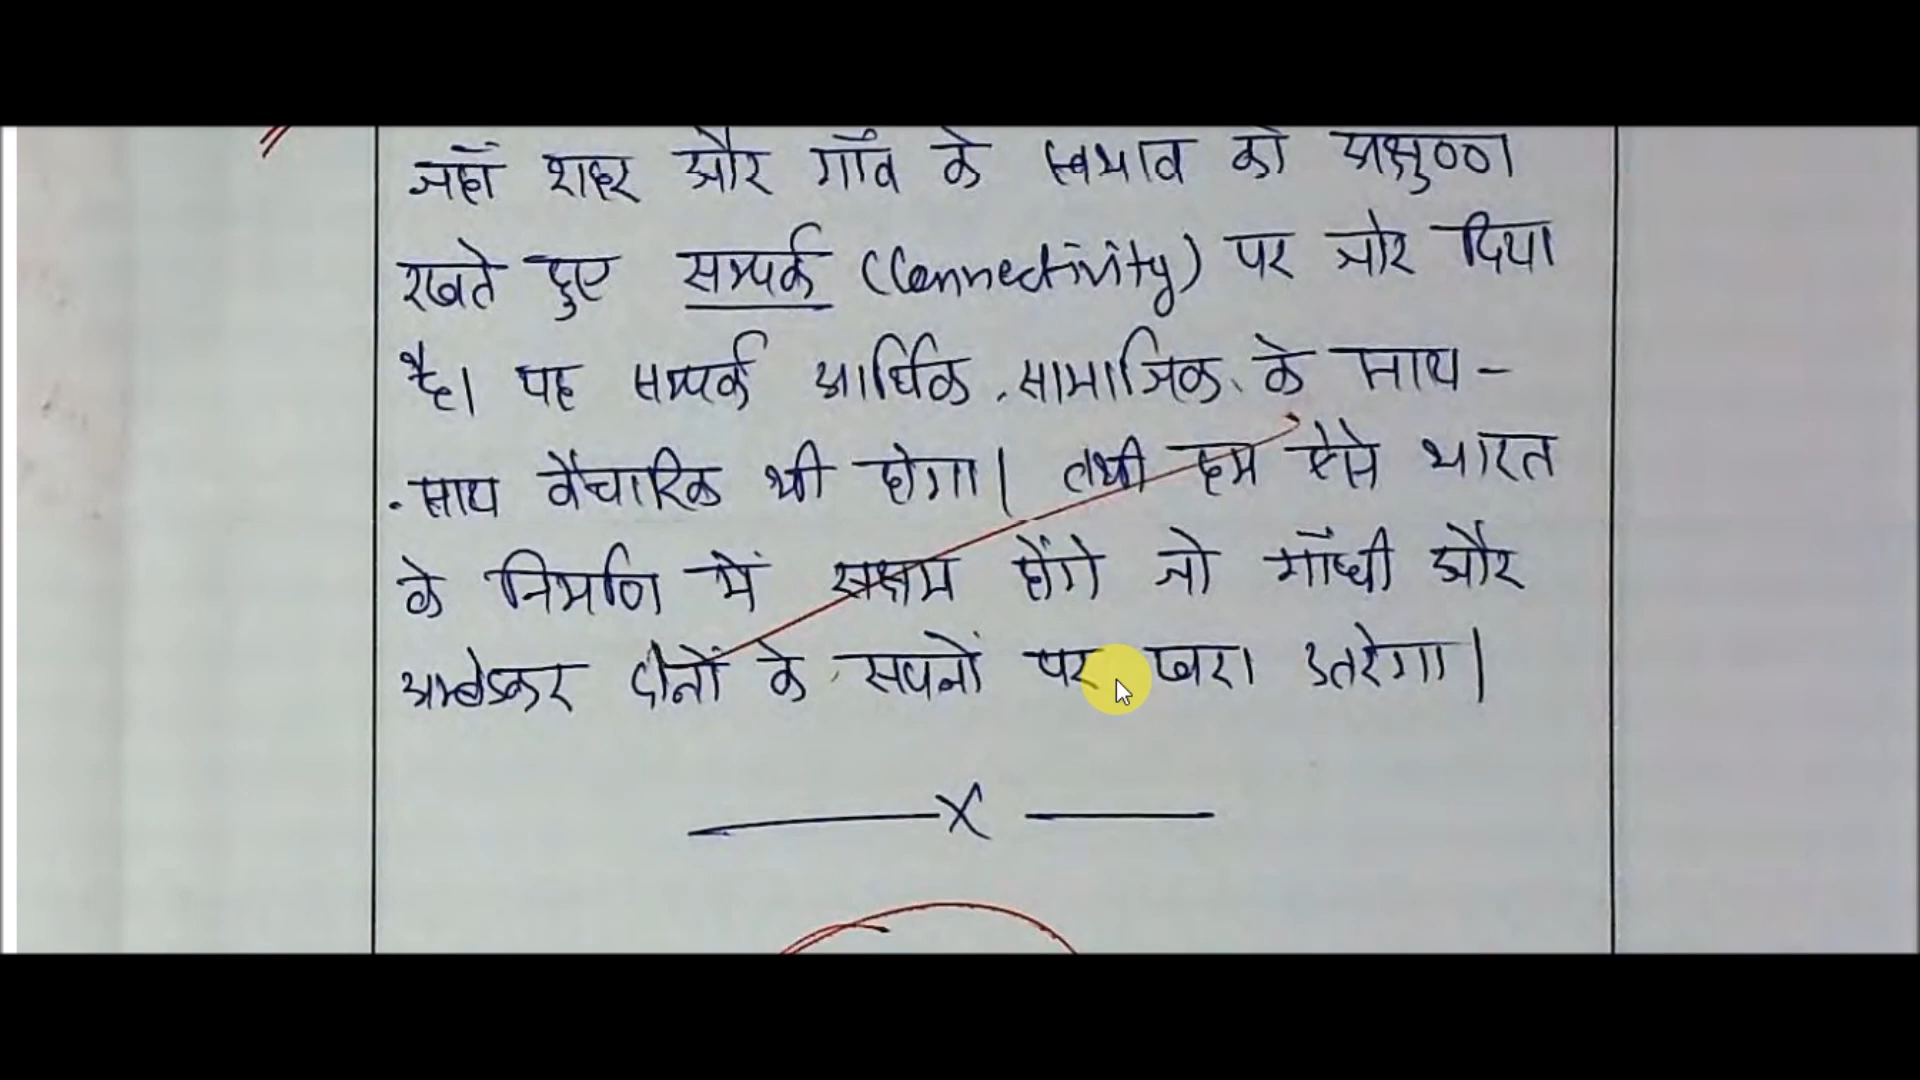 जहाँ शहर और गाँव के स्वभाव को अक्षुण्ण
रखते हुए सम्पर्क (Connectivity) पर जोर दिया
है। यह सम्पर्क आर्थिक, सामाजिक के साथ-
-साथ वैचारिक भी होगा। तभी हम ऐसे भारत
के निर्माण में सक्षम होंगे जो गाँधी और
अम्बेडकर दोनों के सपनों पर खरा उतरेगा।
——x——